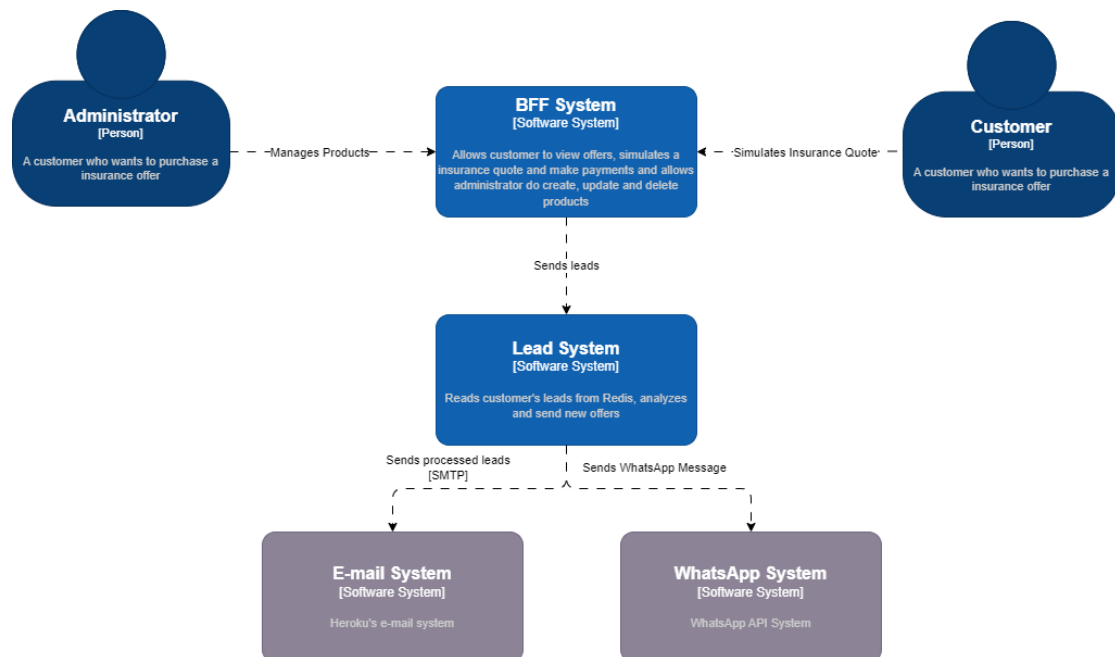 Administrator
[Person]
A customer who wants to purchase a
insurance offer
Manages Products
BFF System
[Software System]
Allows customer to view offers, simulates a
insurance quote and make payments and allows
administrator do create, update and delete
products
Simulates Insurance Quote
Customer
[Person]
A customer who wants to purchase a
insurance offer
Sends leads
Lead System
[Software System]
Reads customer's leads from Redis, analyzes
and send new offers
Sends processed leads
[SMTP]
Sends WhatsApp Message
E-mail System
[Software System]
Heroku's e-mail system
WhatsApp System
[Software System]
WhatsApp API System